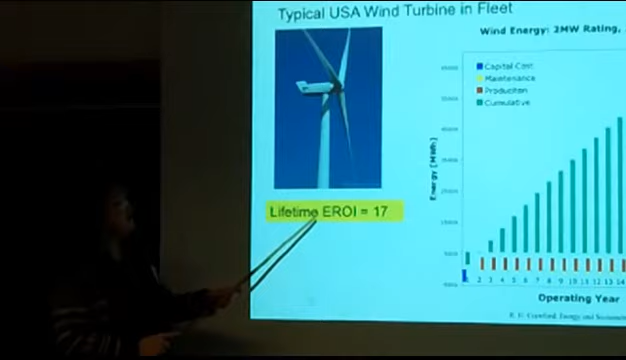 Typical USA Wind Turbine in Fleet
Wind Energy: 2MW Rating,
Capital Cost
Maintenance
Production
Cumulative
Energy (MWh)
Lifetime EROI = 17
2 3 4 5 6 7 8 9 10 11 12 13 14
Operating Year